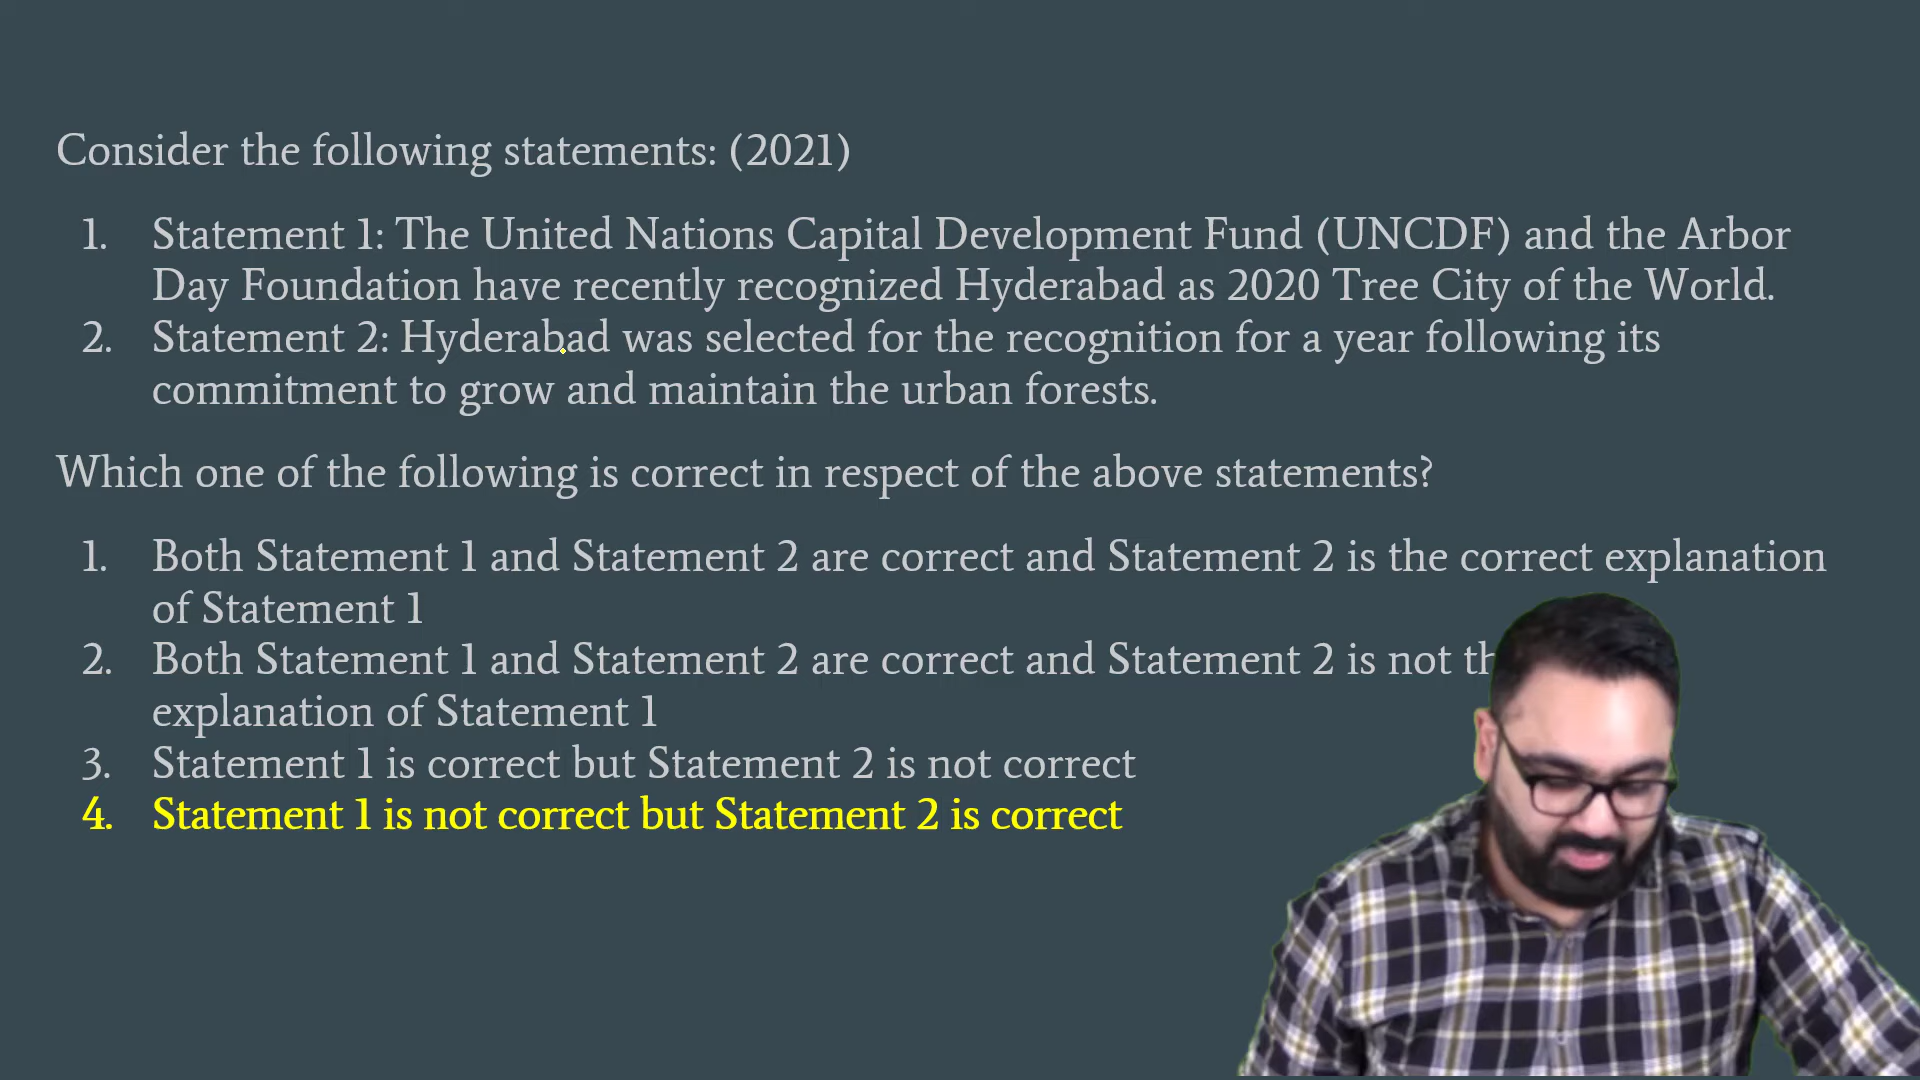 Consider the following statements: (2021)
1. Statement 1: The United Nations Capital Development Fund (UNCDF) and the Arbor
Day Foundation have recently recognized Hyderabad as 2020 Tree City of the World.
2. Statement 2: Hyderabad was selected for the recognition for a year following its
commitment to grow and maintain the urban forests.
Which one of the following is correct in respect of the above statements?
1. Both Statement 1 and Statement 2 are correct and Statement 2 is the correct explanation
of Statement 1
2. Both Statement 1 and Statement 2 are correct and Statement 2 is not
explanation of Statement 1
3. Statement 1 is correct but Statement 2 is not correct
4. Statement 1 is not correct but Statement 2 is correct